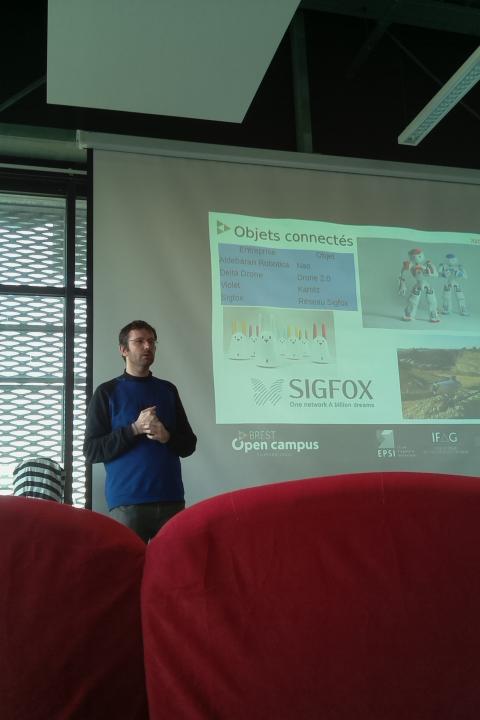 Objets connectés
Entreprise Objet
Aldebaran Robotics Nao
Delta Drone Drone 2.0
Violet Karotz
Sigfox Réseau Sigfox
SIGFOX
One network A billion dreams
BREST
Open campus
EPSI
IFAG